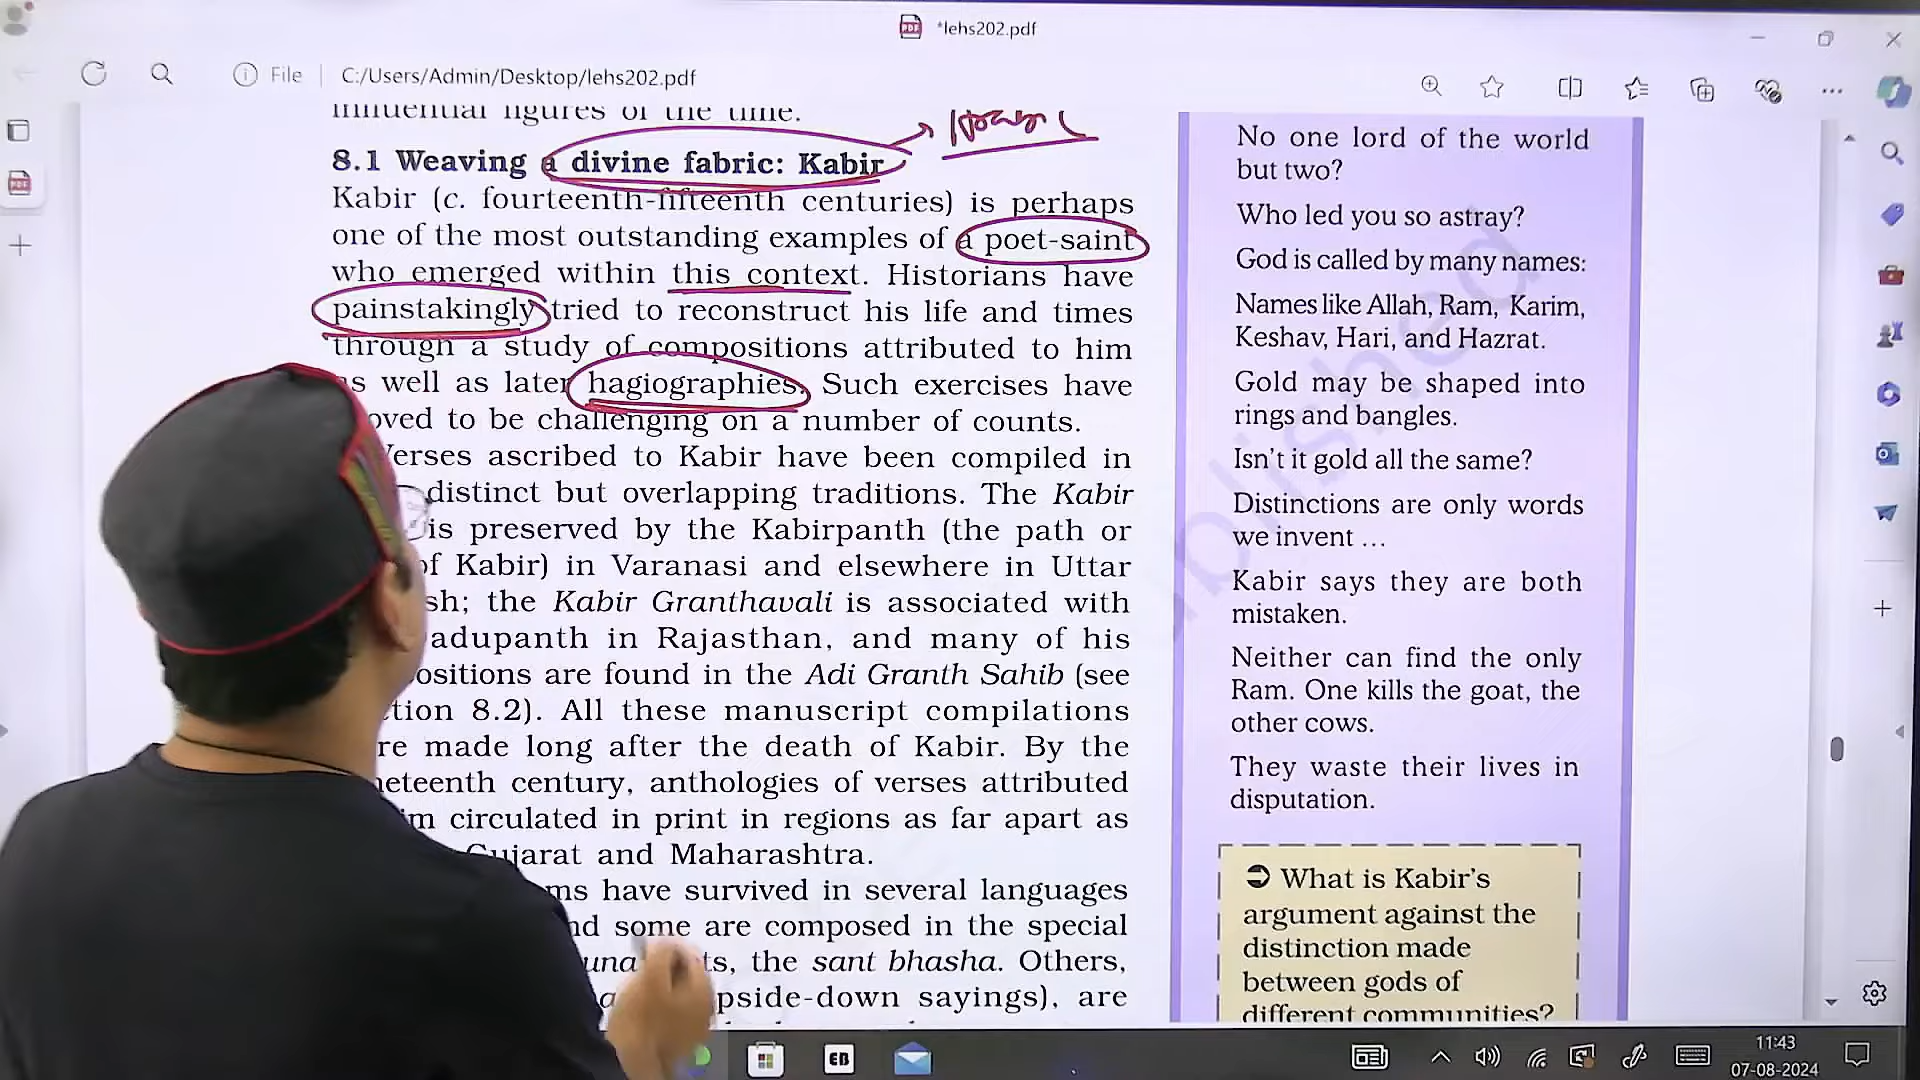 *lehs202.pdf
File
C:/Users/Admin/Desktop/lehs202.pdf
influential figures of the time.
8.1 Weaving a divine fabric: Kabir
Kabir (c. fourteenth-fifteenth centuries) is perhaps
one of the most outstanding examples of a poet-saint
who emerged within this context. Historians have
painstakingly tried to reconstruct his life and times
through a study of compositions attributed to him
as well as later hagiographies. Such exercises have
oved to be challenging on a number of counts.
Verses ascribed to Kabir have been compiled in
distinct but overlapping traditions. The Kabir
is preserved by the Kabirpanth (the path or
of Kabir) in Varanasi and elsewhere in Uttar
sh; the Kabir Granthavali is associated with
adupanth in Rajasthan, and many of his
ositions are found in the Adi Granth Sahib (see
tion 8.2). All these manuscript compilations
re made long after the death of Kabir. By the
neteenth century, anthologies of verses attributed
im circulated in print in regions as far apart as
Gujarat and Maharashtra.
ms have survived in several languages
nd some are composed in the special
una ts, the sant bhasha. Others,
pside-down sayings), are
No one lord of the world
but two?
Who led you so astray?
God is called by many names:
Names like Allah, Ram, Karim,
Keshav, Hari, and Hazrat.
Gold may be shaped into
rings and bangles.
Isn't it gold all the same?
Distinctions are only words
we invent …
Kabir says they are both
mistaken.
Neither can find the only
Ram. One kills the goat, the
other cows.
They waste their lives in
disputation.
What is Kabir's
argument against the
distinction made
between gods of
different communities?
ublished
EB
11:43
07-08-2024